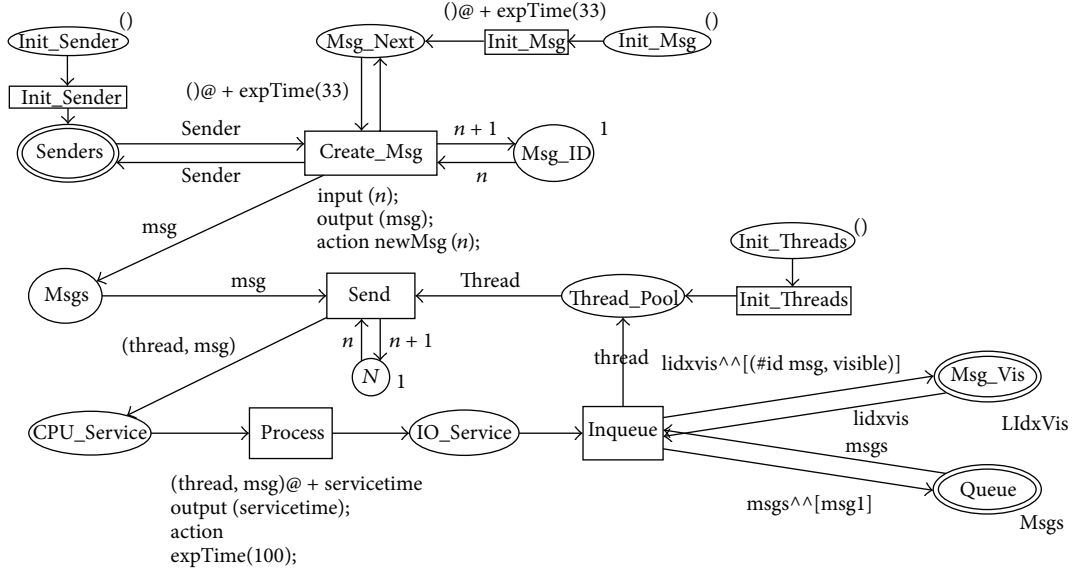 ()@ + expTime(33)
()
Init_Sender
Msg_Next
Init_Msg
Init_Msg
()
Init_Sender
()@ + expTime(33)
Senders
Sender
Sender
Create_Msg
n + 1
n
Msg_ID
1
input (n);
output (msg);
action newMsg (n);
msg
()
Init_Threads
Msgs
msg
Send
Thread
Thread_Pool
Init_Threads
(thread, msg)
n
n + 1
N
1
thread
lidxvis^^[(#id msg, visible)]
Msg_Vis
lidxvis
LIdxVis
CPU_Service
Process
IO_Service
Inqueue
msgs
msgs^^[msg1]
Queue
Msgs
(thread, msg)@ + servicetime
output (servicetime);
action
expTime(100);